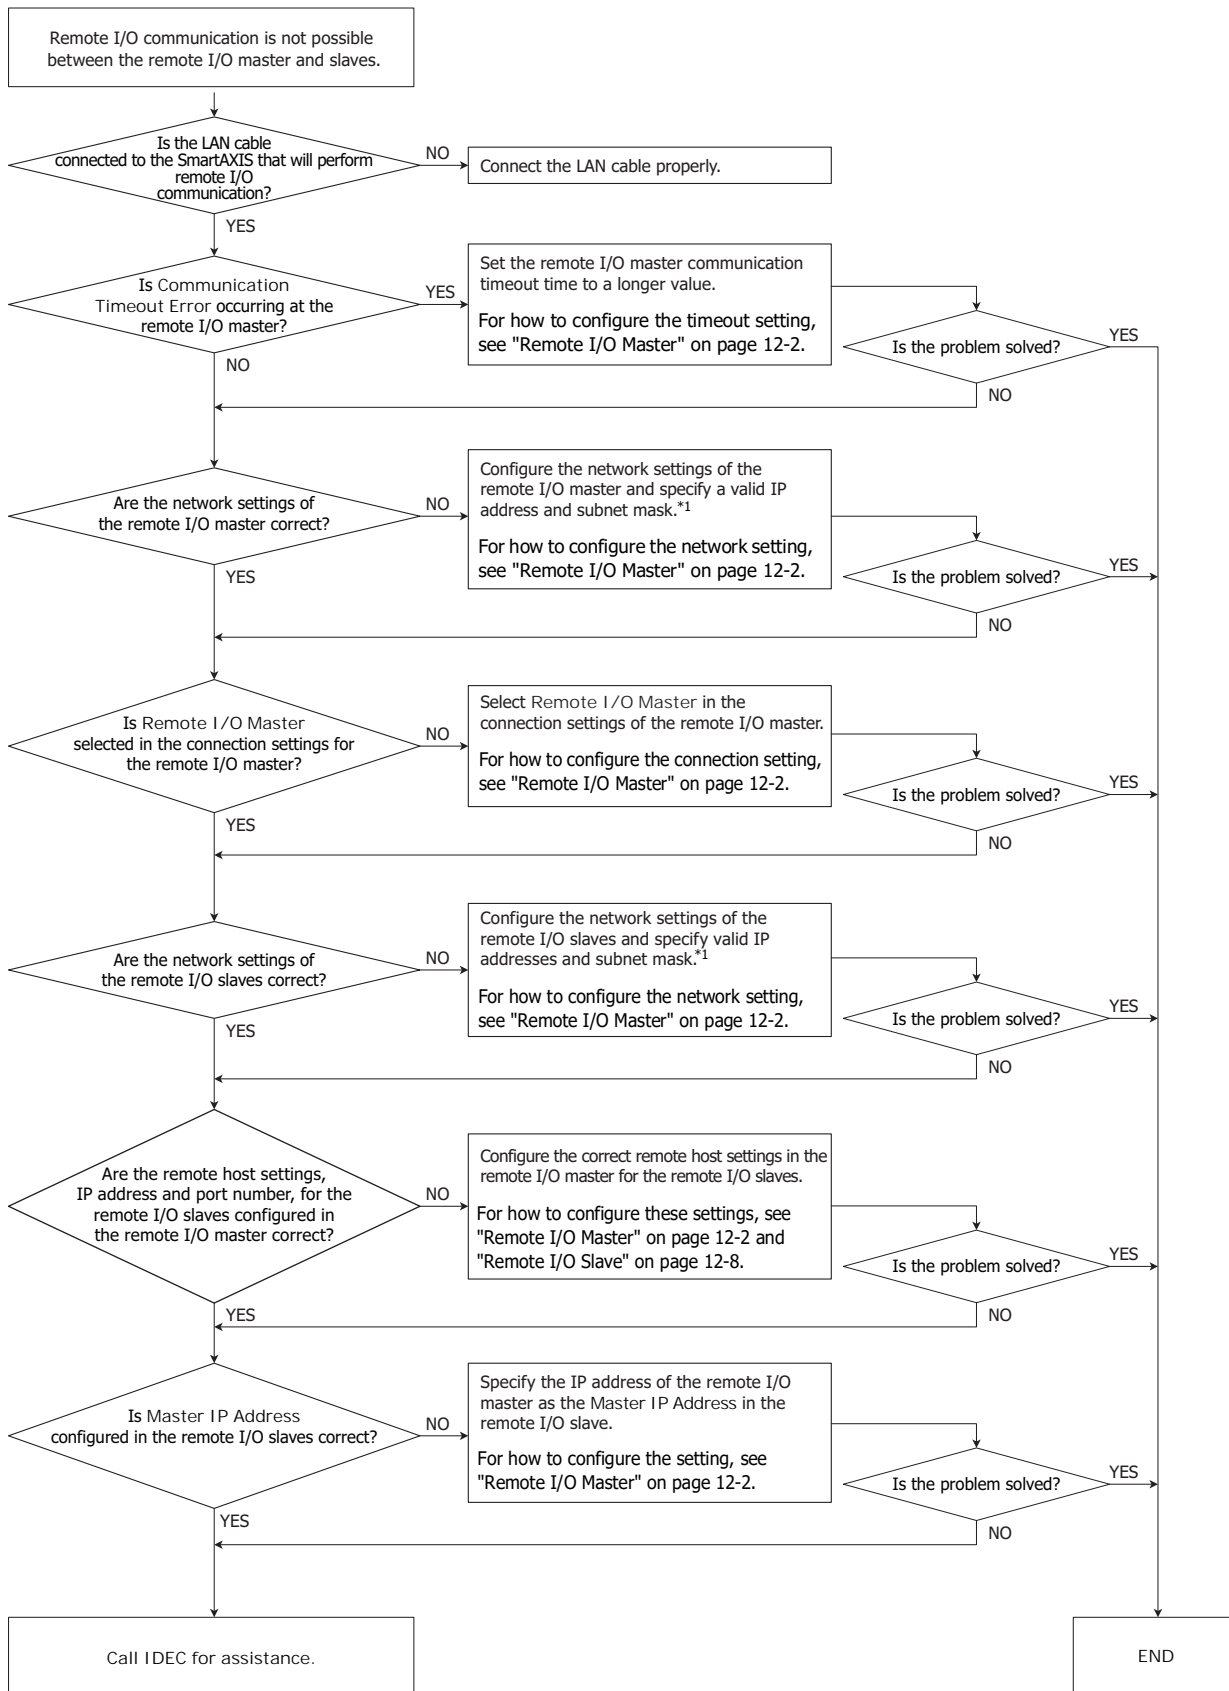 Remote I/O communication is not possible
between the remote I/O master and slaves.
Is the LAN cable
connected to the SmartAXIS that will perform
remote I/O
communication?
NO
Connect the LAN cable properly.
YES
Is Communication
Timeout Error occurring at the
remote I/O master?
YES
Set the remote I/O master communication
timeout time to a longer value.
For how to configure the timeout setting,
see "Remote I/O Master" on page 12-2.
Is the problem solved?
YES
NO
NO
Are the network settings of
the remote I/O master correct?
NO
Configure the network settings of the
remote I/O master and specify a valid IP
address and subnet mask.*1
For how to configure the network setting,
see "Remote I/O Master" on page 12-2.
Is the problem solved?
YES
YES
NO
Is Remote I/O Master
selected in the connection settings for
the remote I/O master?
NO
Select Remote I/O Master in the
connection settings of the remote I/O master.
For how to configure the connection setting,
see "Remote I/O Master" on page 12-2.
Is the problem solved?
YES
YES
NO
Are the network settings of
the remote I/O slaves correct?
NO
Configure the network settings of the
remote I/O slaves and specify valid IP
addresses and subnet mask.*1
For how to configure the network setting,
see "Remote I/O Master" on page 12-2.
Is the problem solved?
YES
YES
NO
Are the remote host settings,
IP address and port number, for the
remote I/O slaves configured in
the remote I/O master correct?
NO
Configure the correct remote host settings in the
remote I/O master for the remote I/O slaves.
For how to configure these settings, see
"Remote I/O Master" on page 12-2 and
"Remote I/O Slave" on page 12-8.
Is the problem solved?
YES
YES
NO
Is Master IP Address
configured in the remote I/O slaves correct?
NO
Specify the IP address of the remote I/O
master as the Master IP Address in the
remote I/O slave.
For how to configure the setting, see
"Remote I/O Master" on page 12-2.
Is the problem solved?
YES
YES
NO
Call IDEC for assistance.
END